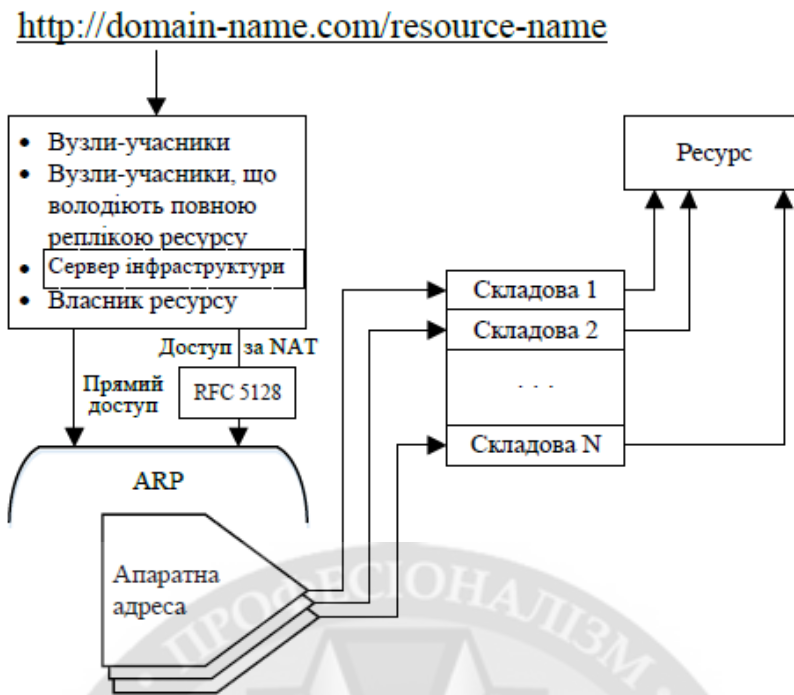 http://domain-name.com/resource-name
• Вузли-учасники
• Вузли-учасники, що
володіють повною
реплікою ресурсу
• Сервер інфраструктури
• Власник ресурсу
Ресурс
Складова 1
Складова 2
. . .
Складова N
Доступ за NAT
Прямий
доступ
RFC 5128
ARP
Апаратна
адреса
• ПРОФЕСІОНАЛІЗМ •